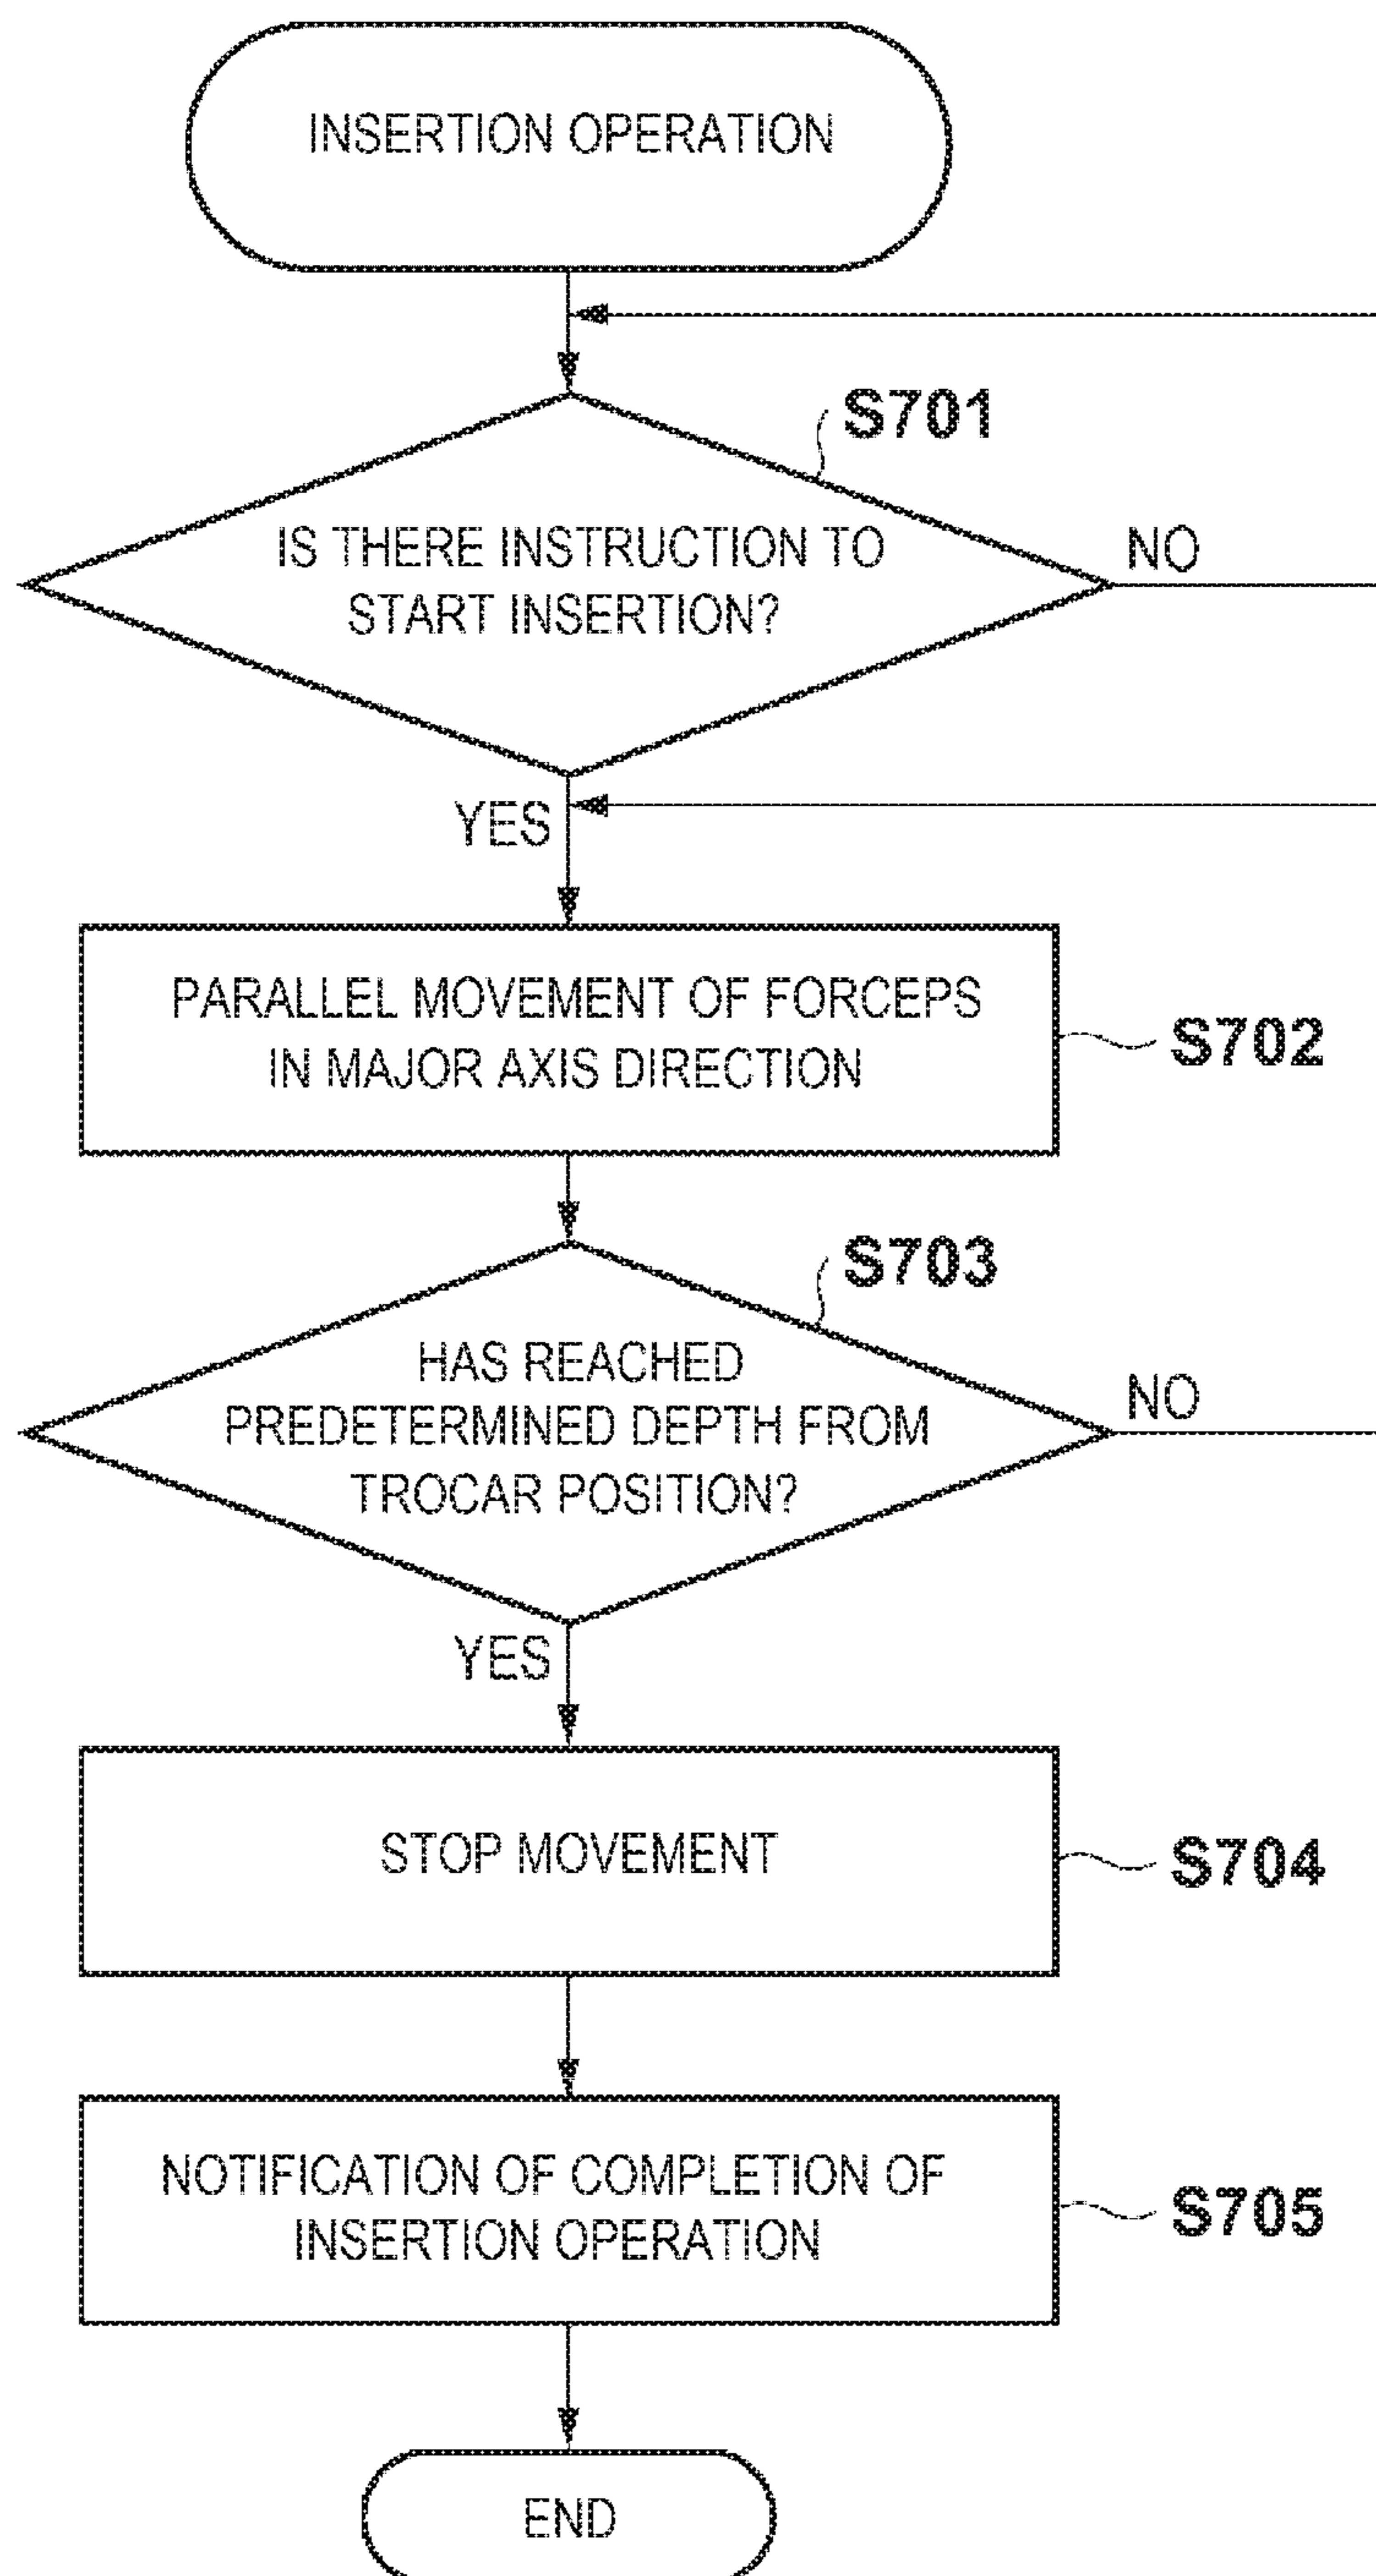 INSERTION OPERATION
S701
IS THERE INSTRUCTION TO
START INSERTION?
NO
YES
PARALLEL MOVEMENT OF FORCEPS
IN MAJOR AXIS DIRECTION
S702
S703
HAS REACHED
PREDETERMINED DEPTH FROM
TROCAR POSITION?
NO
YES
STOP MOVEMENT
S704
NOTIFICATION OF COMPLETION OF
INSERTION OPERATION
S705
END